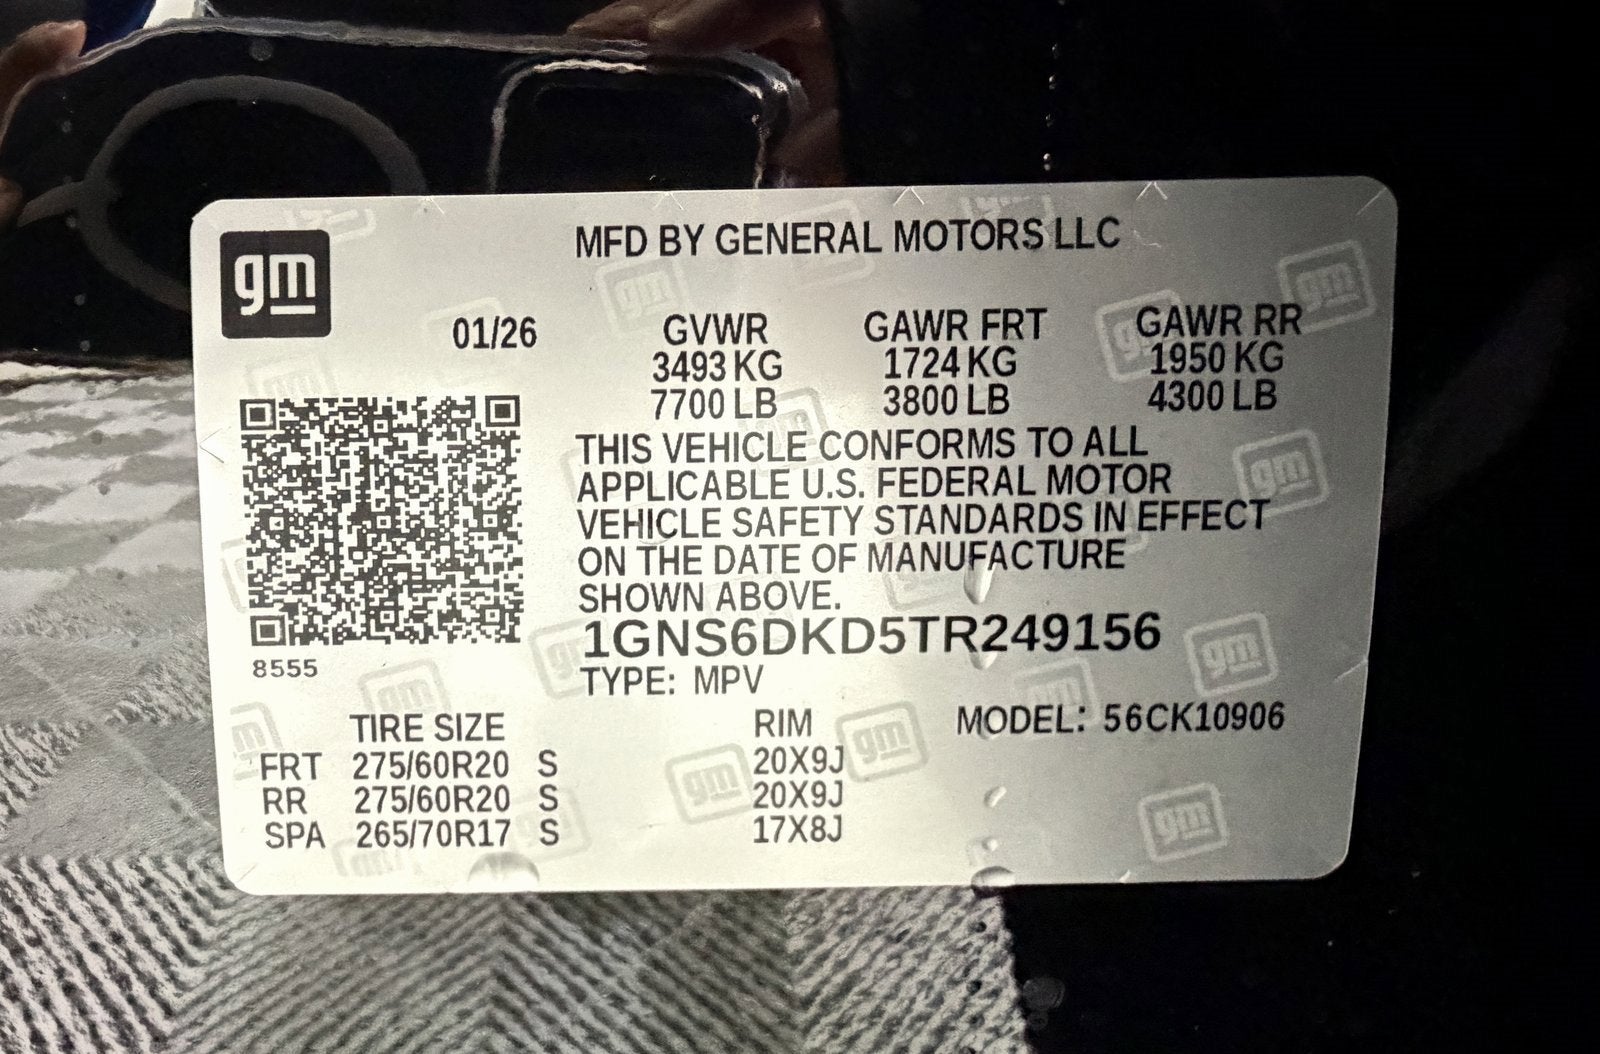 gm
MFD BY GENERAL MOTORS LLC
01/26 GVWR GAWR FRT GAWR RR
3493 KG 1724 KG 1950 KG
7700 LB 3800 LB 4300 LB
THIS VEHICLE CONFORMS TO ALL
APPLICABLE U.S. FEDERAL MOTOR
VEHICLE SAFETY STANDARDS IN EFFECT
ON THE DATE OF MANUFACTURE
SHOWN ABOVE.
1GNS6DKD5TR249156
8555
TYPE: MPV
TIRE SIZE RIM MODEL: 56CK10906
FRT 275/60R20 S 20X9J
RR 275/60R20 S 20X9J
SPA 265/70R17 S 17X8J